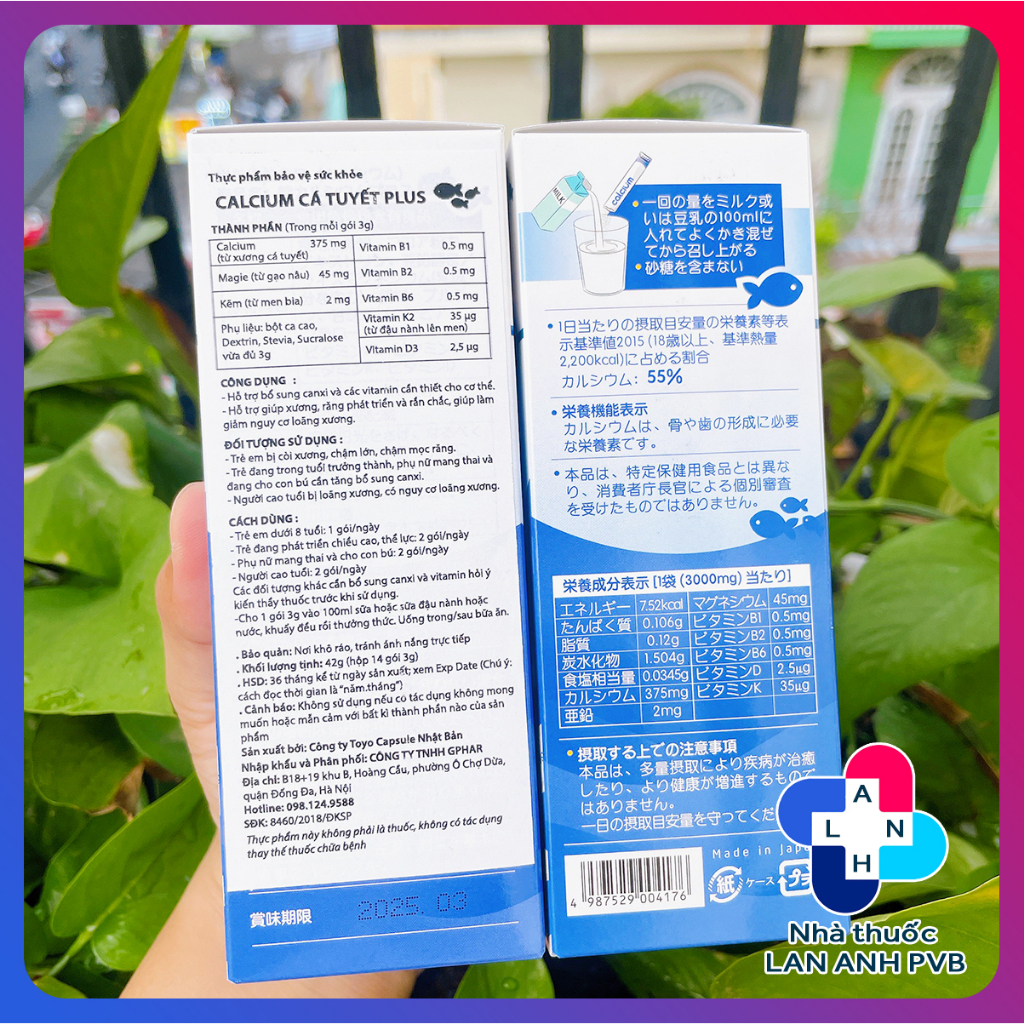 Thực phẩm bảo vệ sức khỏe
CALCIUM CÁ TUYẾT PLUS
THÀNH PHẦN (Trong mỗi gói 3g)
Calcium 375 mg
(từ xương cá tuyết)
Vitamin B1 0.5 mg
Magie (từ gạo nâu) 45 mg
Vitamin B2 0.5 mg
Kẽm (từ men bia) 2 mg
Vitamin B6 0.5 mg
Phụ liệu: bột ca cao,
Dextrin, Stevia, Sucralose
vừa đủ 3g
Vitamin K2 35 µg
(từ đậu nành lên men)
Vitamin D3 2,5 µg
CÔNG DỤNG :
- Hỗ trợ bổ sung canxi và các vitamin cần thiết cho cơ thể.
- Hỗ trợ giúp xương, răng phát triển và rắn chắc, giúp làm
giảm nguy cơ loãng xương.
ĐỐI TƯỢNG SỬ DỤNG :
- Trẻ em bị còi xương, chậm lớn, chậm mọc răng.
-Trẻ đang trong tuổi trưởng thành, phụ nữ mang thai và
đang cho con bú cần tăng bổ sung canxi.
- Người cao tuổi bị loãng xương, có nguy cơ loãng xương.
CÁCH DÙNG :
- Trẻ em dưới 8 tuổi: 1 gói/ngày
- Trẻ đang phát triển chiều cao, thể lực: 2 gói/ngày
- Phụ nữ mang thai và cho con bú: 2 gói/ngày
- Người cao tuổi: 2 gói/ngày
Các đối tượng khác cần bổ sung canxi và vitamin hỏi ý
kiến thầy thuốc trước khi sử dụng.
-Cho 1 gói 3g vào 100ml sữa hoặc sữa đậu nành hoặc
nước, khuấy đều rồi thưởng thức. Uống trong/sau bữa ăn.
. Bảo quản: Nơi khô ráo, tránh ánh nắng trực tiếp
. Khối lượng tịnh: 42g (hộp 14 gói 3g)
. HSD: 36 tháng kể từ ngày sản xuất; xem Exp Date (Chú ý:
cách đọc thời gian là "năm.tháng")
. Cảnh báo: Không sử dụng nếu có tác dụng không mong
muốn hoặc mẫn cảm với bất kì thành phần nào của sản
phẩm
Sản xuất bởi: Công ty Toyo Capsule Nhật Bản
Nhập khẩu và Phân phối: CÔNG TY TNHH GPHAR
Địa chỉ: B18+19 khu B, Hoàng Cầu, phường Ô Chợ Dừa,
quận Đống Đa, Hà Nội
Hotline: 098.124.9588
SĐK: 8460/2018/ĐKSP
Thực phẩm này không phải là thuốc, không có tác dụng
thay thế thuốc chữa bệnh
賞味期限 2025. 03
MILK
calcium
•一回の量をミルク或
いは豆乳の100mlに
入れてよくかき混ぜ
てから召し上がる
•砂糖を含まない
•1日当たりの摂取目安量の栄養素等表
示基準値2015 (18歳以上、基準熱量
2,200kcal)に占める割合
カルシウム: 55%
•栄養機能表示
カルシウムは、骨や歯の形成に必要
な栄養素です。
•本品は、特定保健用食品とは異な
り、消費者庁長官による個別審査
を受けたものではありません。
栄養成分表示 [1袋 (3000mg) 当たり]
エネルギー 7.52kcal マグネシウム 45mg
たんぱく質 0.106g ビタミンB1 0.5mg
脂質 0.12g ビタミンB2 0.5mg
炭水化物 1.504g ビタミンB6 0.5mg
食塩相当量 0.0345g ビタミンD 2.5µg
カルシウム 375mg ビタミンK 35µg
亜鉛 2mg
•摂取する上での注意事項
本品は、多量摂取により疾病が治癒
したり、より健康が増進するもので
はありません。
一日の摂取目安量を守ってくだ
Made in Japa
紙 ケース プラ
4 987529 004176
A
L N
H
Nhà thuốc
LAN ANH PVB